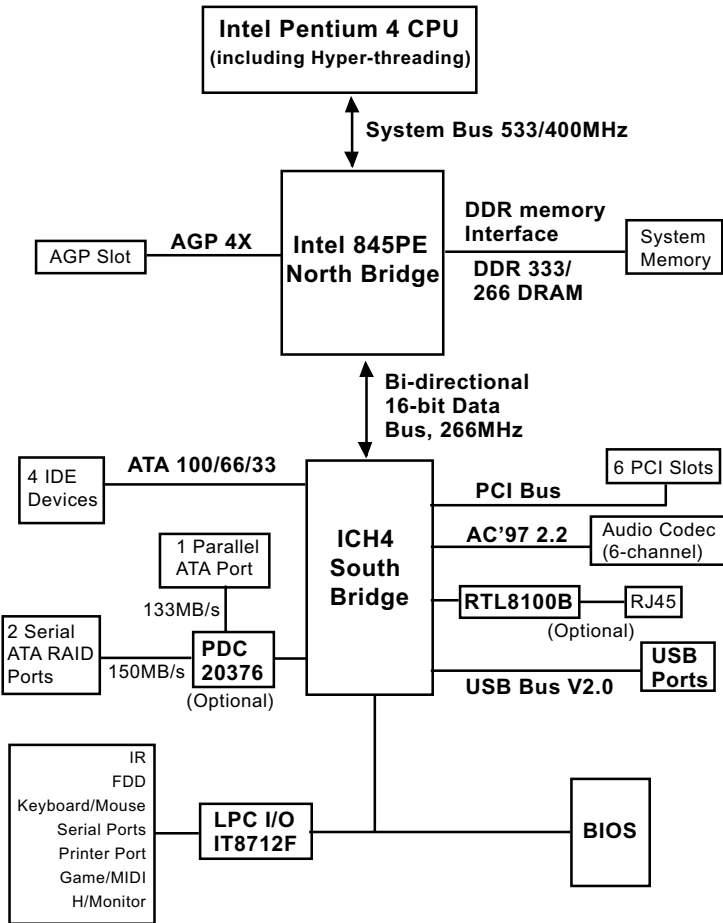 Intel Pentium 4 CPU
(including Hyper-threading)
System Bus 533/400MHz
AGP Slot
AGP 4X
Intel 845PE
North Bridge
DDR memory
Interface
DDR 333/
266 DRAM
System
Memory
Bi-directional
16-bit Data
Bus, 266MHz
4 IDE
Devices
ATA 100/66/33
ICH4
South
Bridge
PCI Bus
6 PCI Slots
AC'97 2.2
Audio Codec
(6-channel)
1 Parallel
ATA Port
133MB/s
RTL8100B
RJ45
(Optional)
2 Serial
ATA RAID
Ports
150MB/s
PDC
20376
(Optional)
USB Bus V2.0
USB
Ports
IR
FDD
Keyboard/Mouse
Serial Ports
Printer Port
Game/MIDI
H/Monitor
LPC I/O
IT8712F
BIOS